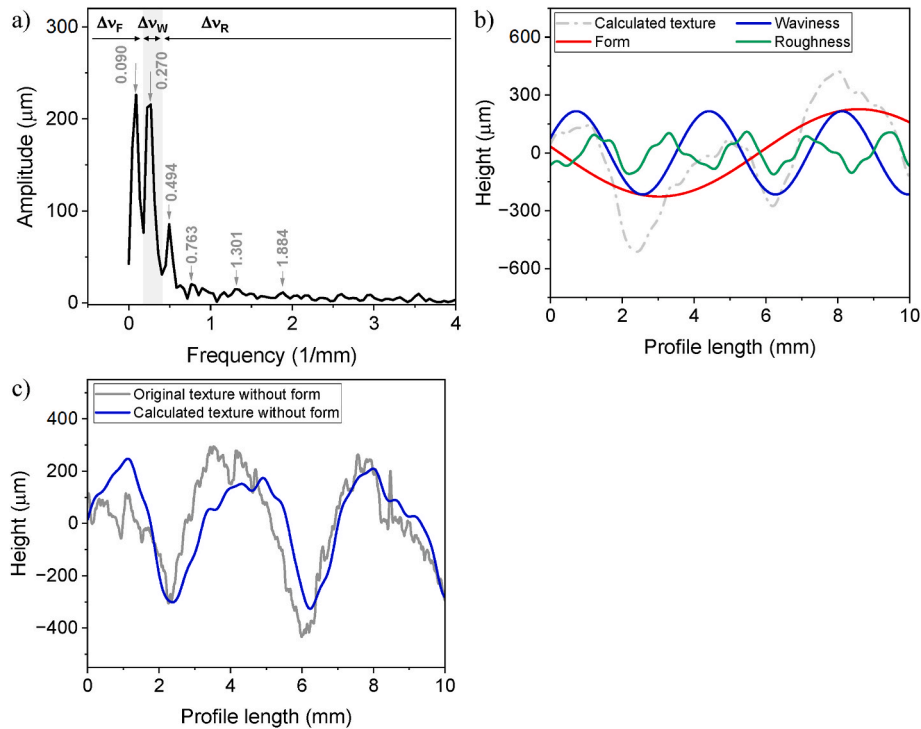 a)
Δν_F Δν_W Δν_R
300
200
100
0
0.090
0.270
0.494
0.763
1.301
1.884
Amplitude (μm)
0 1 2 3 4
Frequency (1/mm)
b)
Calculated texture Waviness
Form Roughness
600
300
0
−300
−600
Height (μm)
0 2 4 6 8 10
Profile length (mm)
c)
Original texture without form
Calculated texture without form
400
200
0
−200
−400
Height (μm)
0 2 4 6 8 10
Profile length (mm)